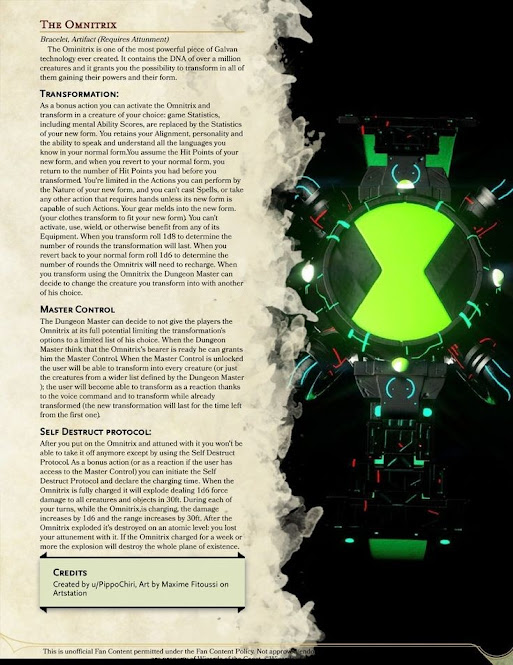 The Omnitrix
Bracelet, Artifact (Requires Attunment)
The Ominitrix is one of the most powerful piece of Galvan
technology ever created. It contains the DNA of over a million
creatures and it grants you the possibility to transform in all of
them gaining their powers and their form.
Transformation:
As a bonus action you can activate the Omnitrix and
transform in a creature of your choice: game Statistics,
including mental Ability Scores, are replaced by the Statistics
of your new form. You retains your Alignment, personality and
the ability to speak and understand all the languages you
know in your normal form.You assume the Hit Points of your
new form, and when you revert to your normal form, you
return to the number of Hit Points you had before you
transformed. You're limited in the Actions you can perform by
the Nature of your new form, and you can't cast Spells, or take
any other action that requires hands unless its new form is
capable of such Actions. Your gear melds into the new form.
(your clothes transform to fit your new form). You can't
activate, use, wield, or otherwise benefit from any of its
Equipment. When you transform roll 1d8 to determine the
number of rounds the transformation will last. When you
revert back to your normal form roll 1d6 to determine the
number of rounds the Omnitrix will need to recharge. When
you transform using the Omnitrix the Dungeon Master can
decide to change the creature you transform into with another
of his choice.
Master Control
The Dungeon Master can decide to not give the players the
Omnitrix at its full potential limiting the transformation's
options to a limited list of his choice. When the Dungeon
Master think that the Omnitrix's bearer is ready he can grants
him the Master Control. When the Master Control is unlocked
the user will be able to transform into every creature (or just
the creatures from a wider list defined by the Dungeon Master
); the user will become able to transform as a reaction thanks
to the voice command and to transform while already
transformed (the new transformation will last for the time left
from the first one).
Self Destruct protocol:
After you put on the Omnitrix and attuned with it you won't be
able to take it off anymore except by using the Self Destruct
Protocol. As a bonus action (or as a reaction if the user has
access to the Master Control) you can initiate the Self
Destruct Protocol and declare the charging time. When the
Omnitrix is fully charged it will explode dealing 1d6 force
damage to all creatures and objects in 30ft. During each of
your turns, while the Omnitrix,is charging, the damage
increases by 1d6 and the range increases by 30ft. After the
Omnitrix exploded it's destroyed on an atomic level: you lost
your attunement with it. If the Omnitrix charged for a week or
more the explosion will destroy the whole plane of existence.
Credits
Created by u/PippoChiri, Art by Maxime Fitoussi on
Artstation
This is unofficial Fan Content permitted under the Fan Content Policy. Not